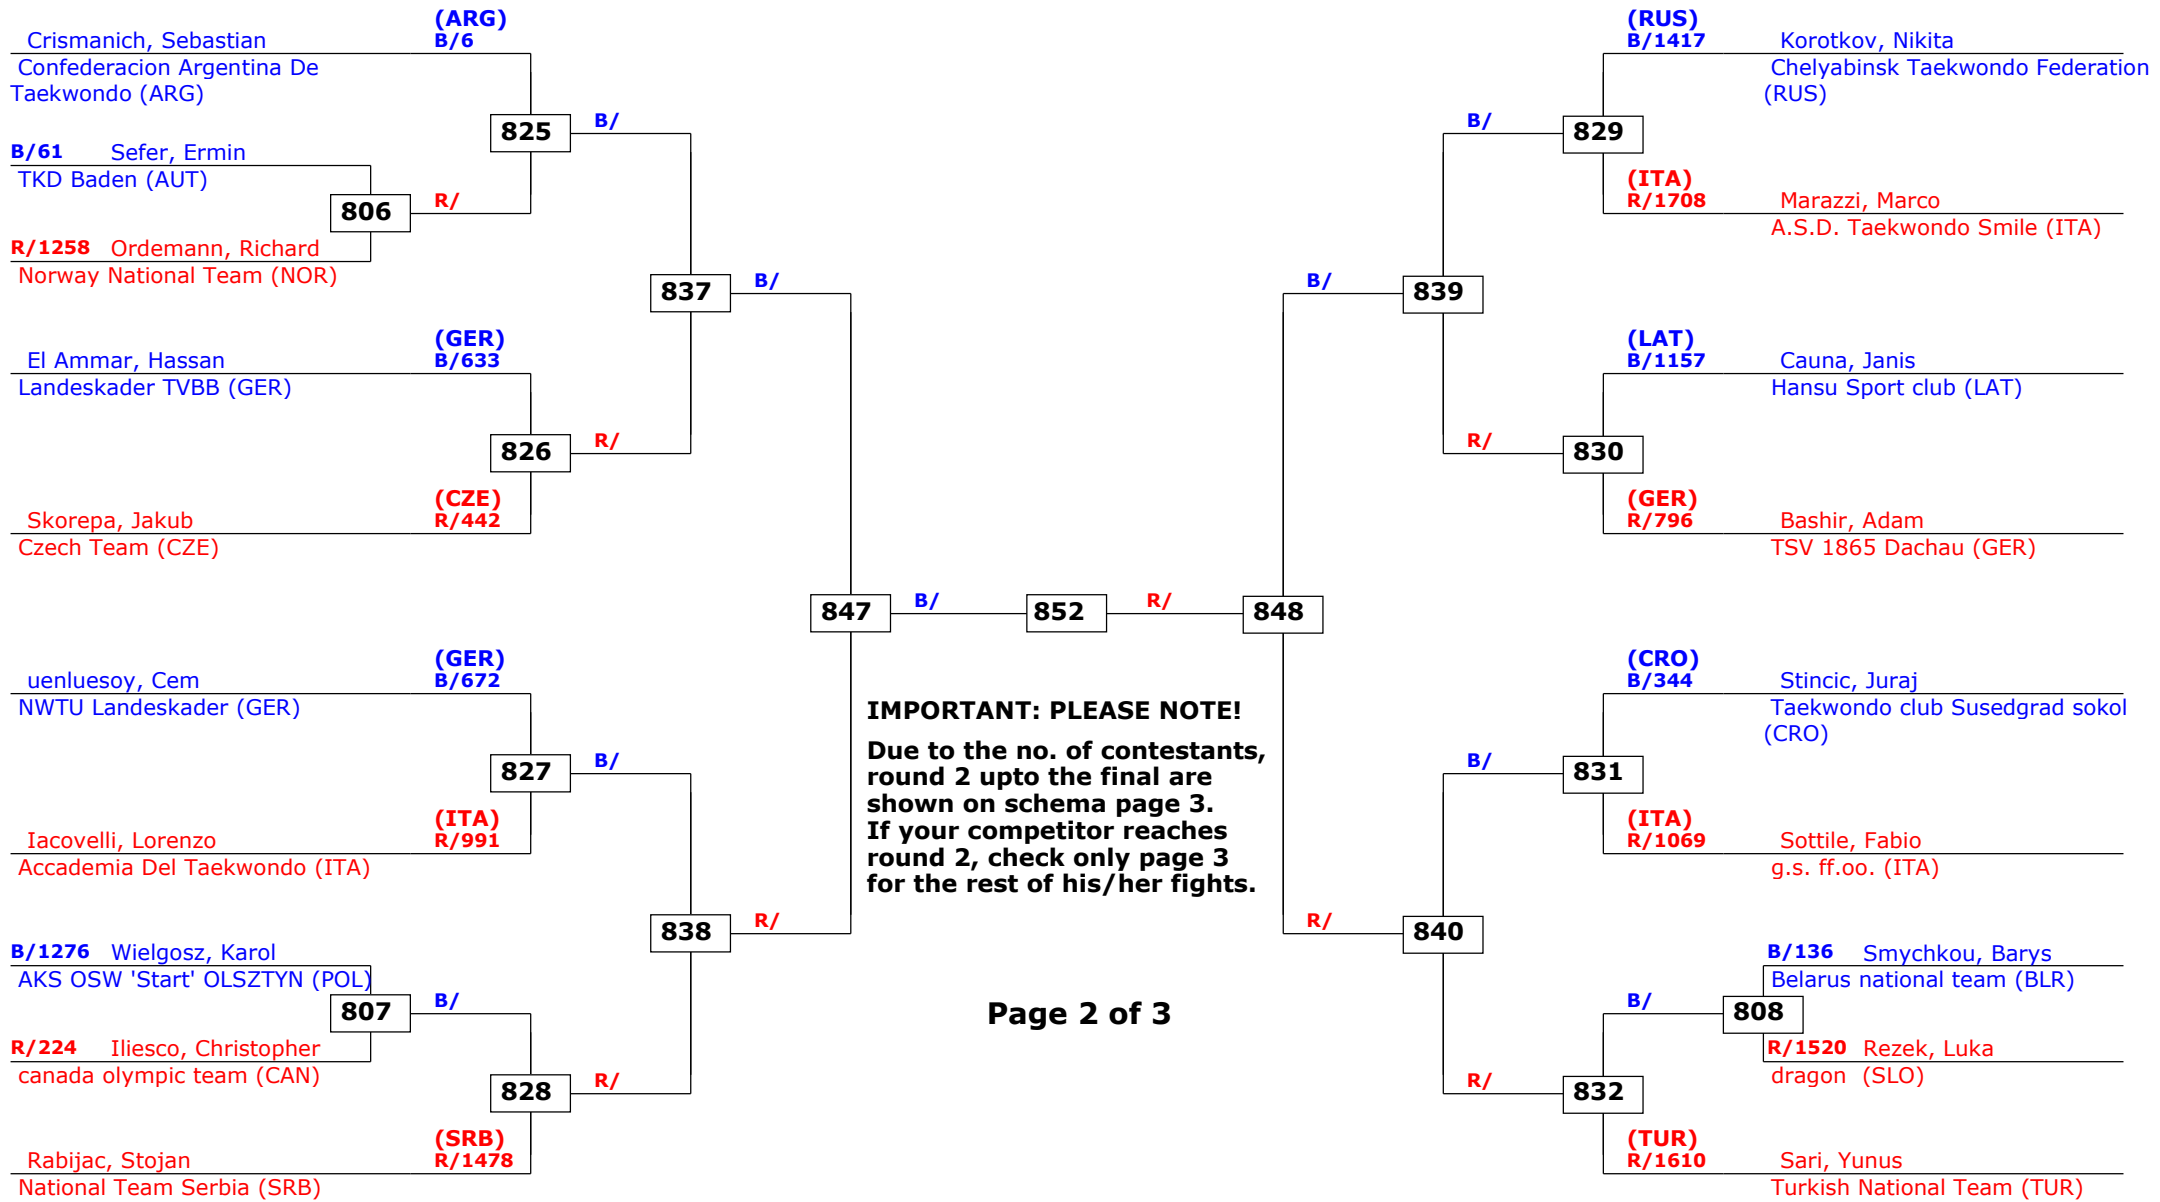 (ARG)
Crismanich, Sebastian B/6
Confederacion Argentina De
Taekwondo (ARG)
825 B/
B/61 Sefer, Ermin
TKD Baden (AUT)
806 R/
R/1258 Ordemann, Richard
Norway National Team (NOR)
837 B/
(GER)
El Ammar, Hassan B/633
Landeskader TVBB (GER)
826 R/
(CZE)
Skorepa, Jakub R/442
Czech Team (CZE)
847 B/ 852 R/ 848
(GER)
uenluesoy, Cem B/672
NWTU Landeskader (GER)
827 B/
(ITA)
Iacovelli, Lorenzo R/991
Accademia Del Taekwondo (ITA)
838 R/
B/1276 Wielgosz, Karol
AKS OSW 'Start' OLSZTYN (POL)
807 B/
R/224 Iliesco, Christopher
canada olympic team (CAN)
828 R/
(SRB)
Rabijac, Stojan R/1478
National Team Serbia (SRB)
IMPORTANT: PLEASE NOTE!
Due to the no. of contestants,
round 2 upto the final are
shown on schema page 3.
If your competitor reaches
round 2, check only page 3
for the rest of his/her fights.
Page 2 of 3
(RUS)
B/1417 Korotkov, Nikita
Chelyabinsk Taekwondo Federation
(RUS)
B/ 829
(ITA)
R/1708 Marazzi, Marco
A.S.D. Taekwondo Smile (ITA)
B/ 839
(LAT)
B/1157 Cauna, Janis
Hansu Sport club (LAT)
R/ 830
(GER)
R/796 Bashir, Adam
TSV 1865 Dachau (GER)
(CRO)
B/344 Stincic, Juraj
Taekwondo club Susedgrad sokol
(CRO)
B/ 831
(ITA)
R/1069 Sottile, Fabio
g.s. ff.oo. (ITA)
R/ 840
B/136 Smychkou, Barys
Belarus national team (BLR)
B/ 808
R/1520 Rezek, Luka
dragon (SLO)
R/ 832
(TUR)
R/1610 Sari, Yunus
Turkish National Team (TUR)